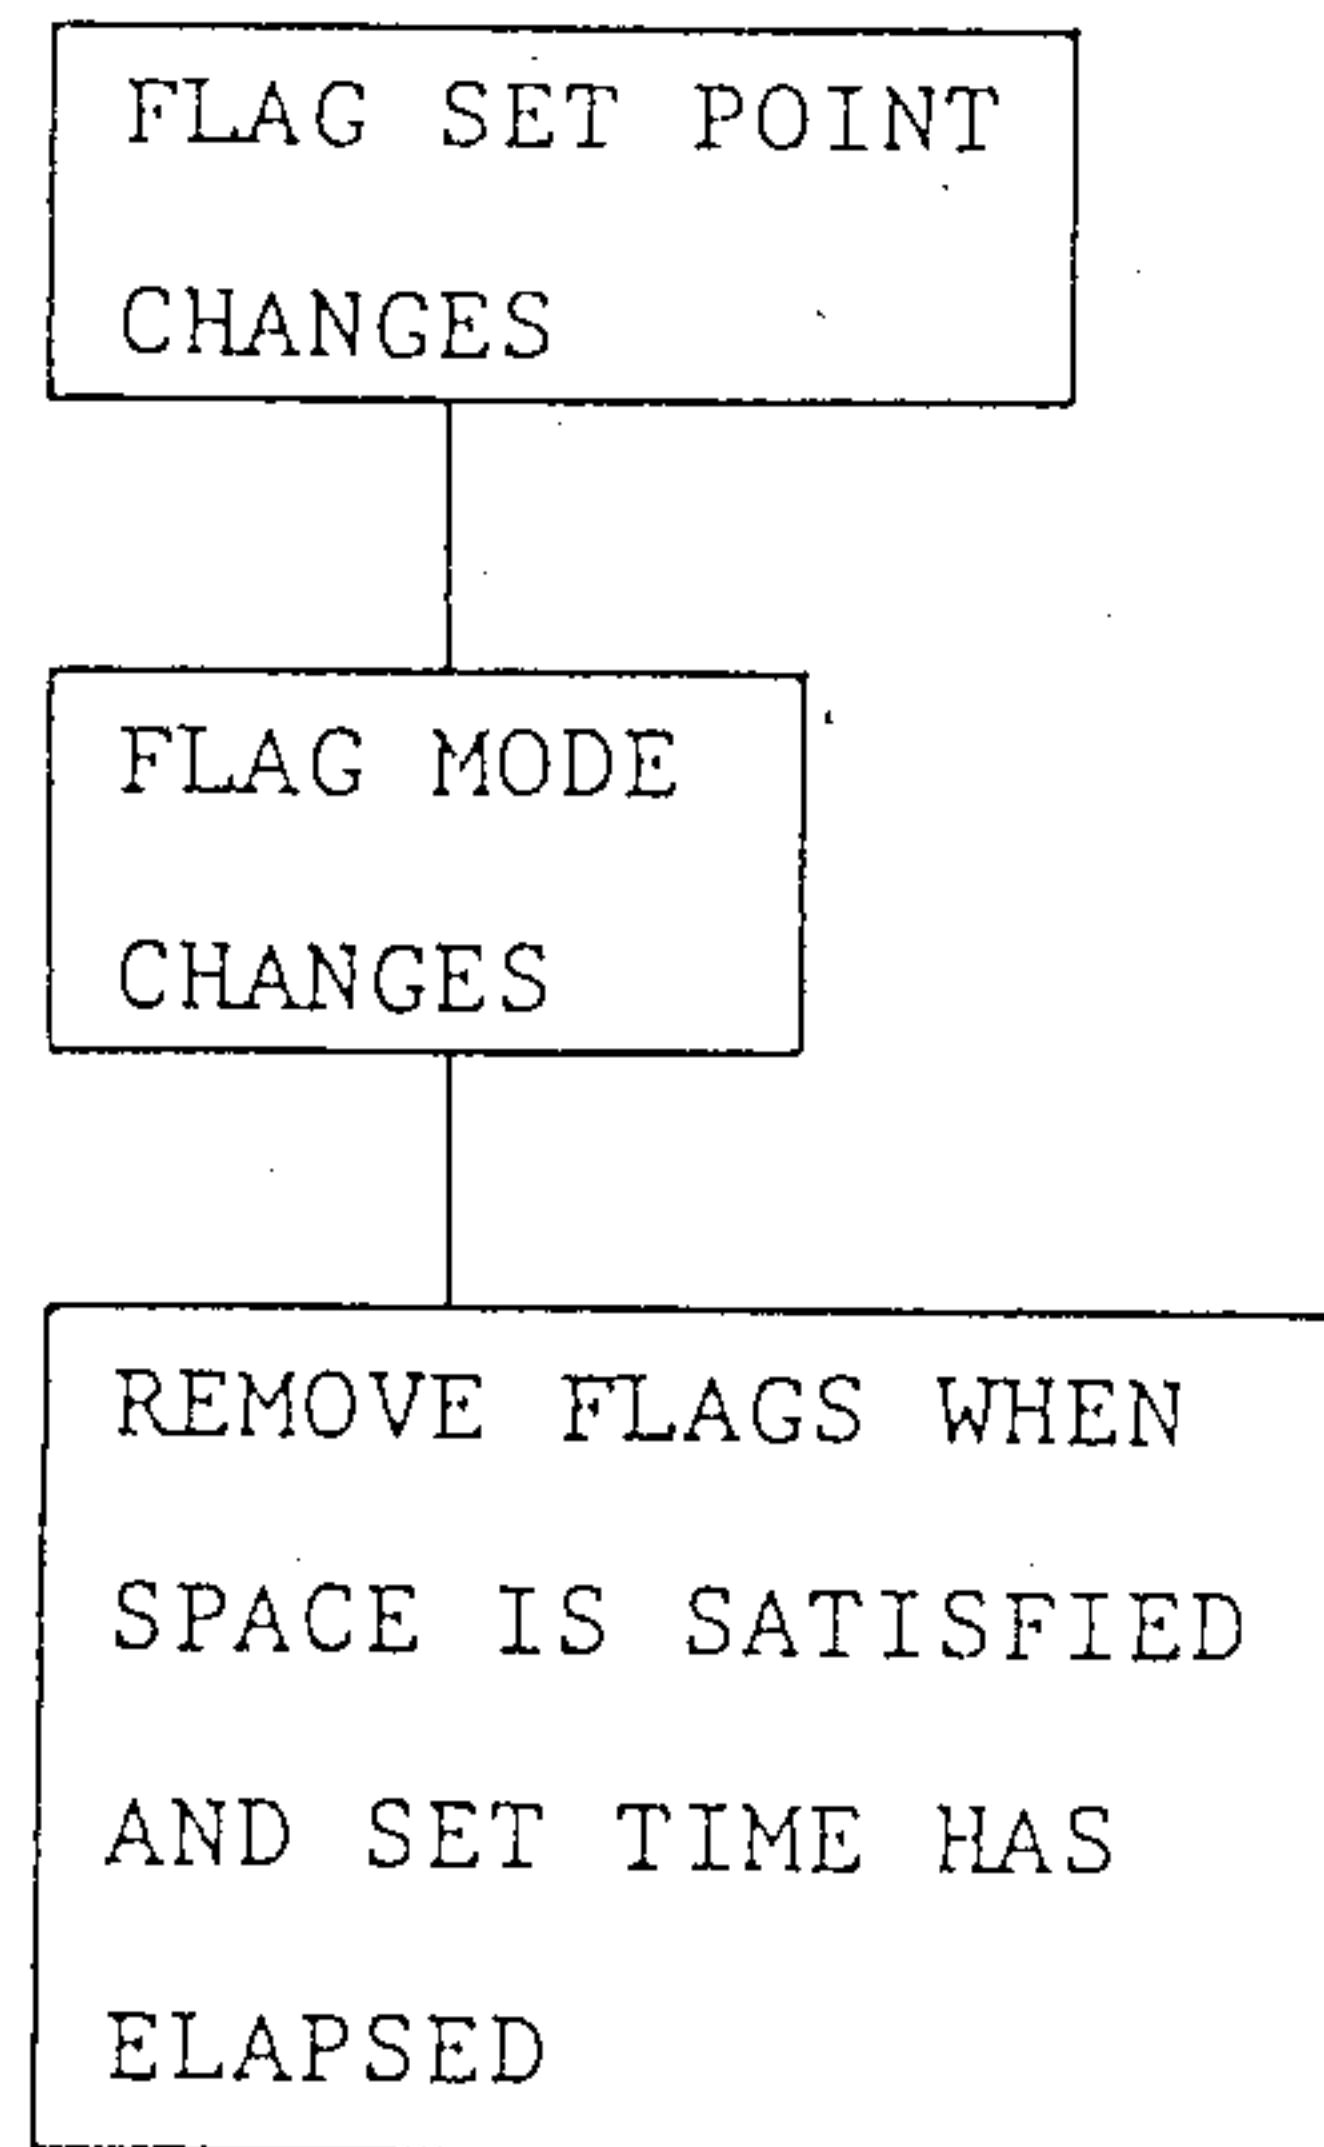 FLAG SET POINT
CHANGES
FLAG MODE
CHANGES
REMOVE FLAGS WHEN
SPACE IS SATISFIED
AND SET TIME HAS
ELAPSED